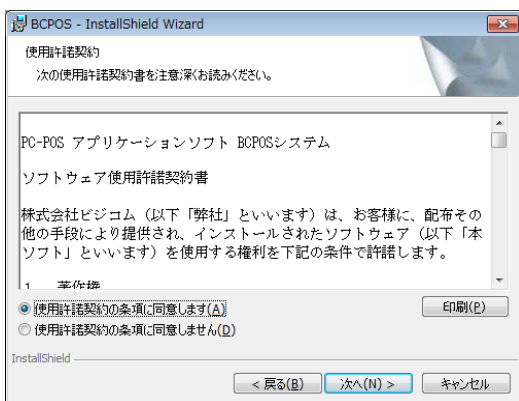 BCPOS - InstallShield Wizard
使用許諾契約
次の使用許諾契約書を注意深くお読みください。
PC-POS アプリケーションソフト BCPOSシステム
ソフトウェア使用許諾契約書
株式会社ビジコム（以下「弊社」といいます）は、お客様に、配布その
他の手段により提供され、インストールされたソフトウェア（以下「本
ソフト」といいます）を使用する権利を下記の条件で許諾します。
1. 著作権
使用許諾契約の条項に同意します(A)
印刷(P)
使用許諾契約の条項に同意しません(D)
InstallShield
< 戻る(B)
次へ(N) >
キャンセル